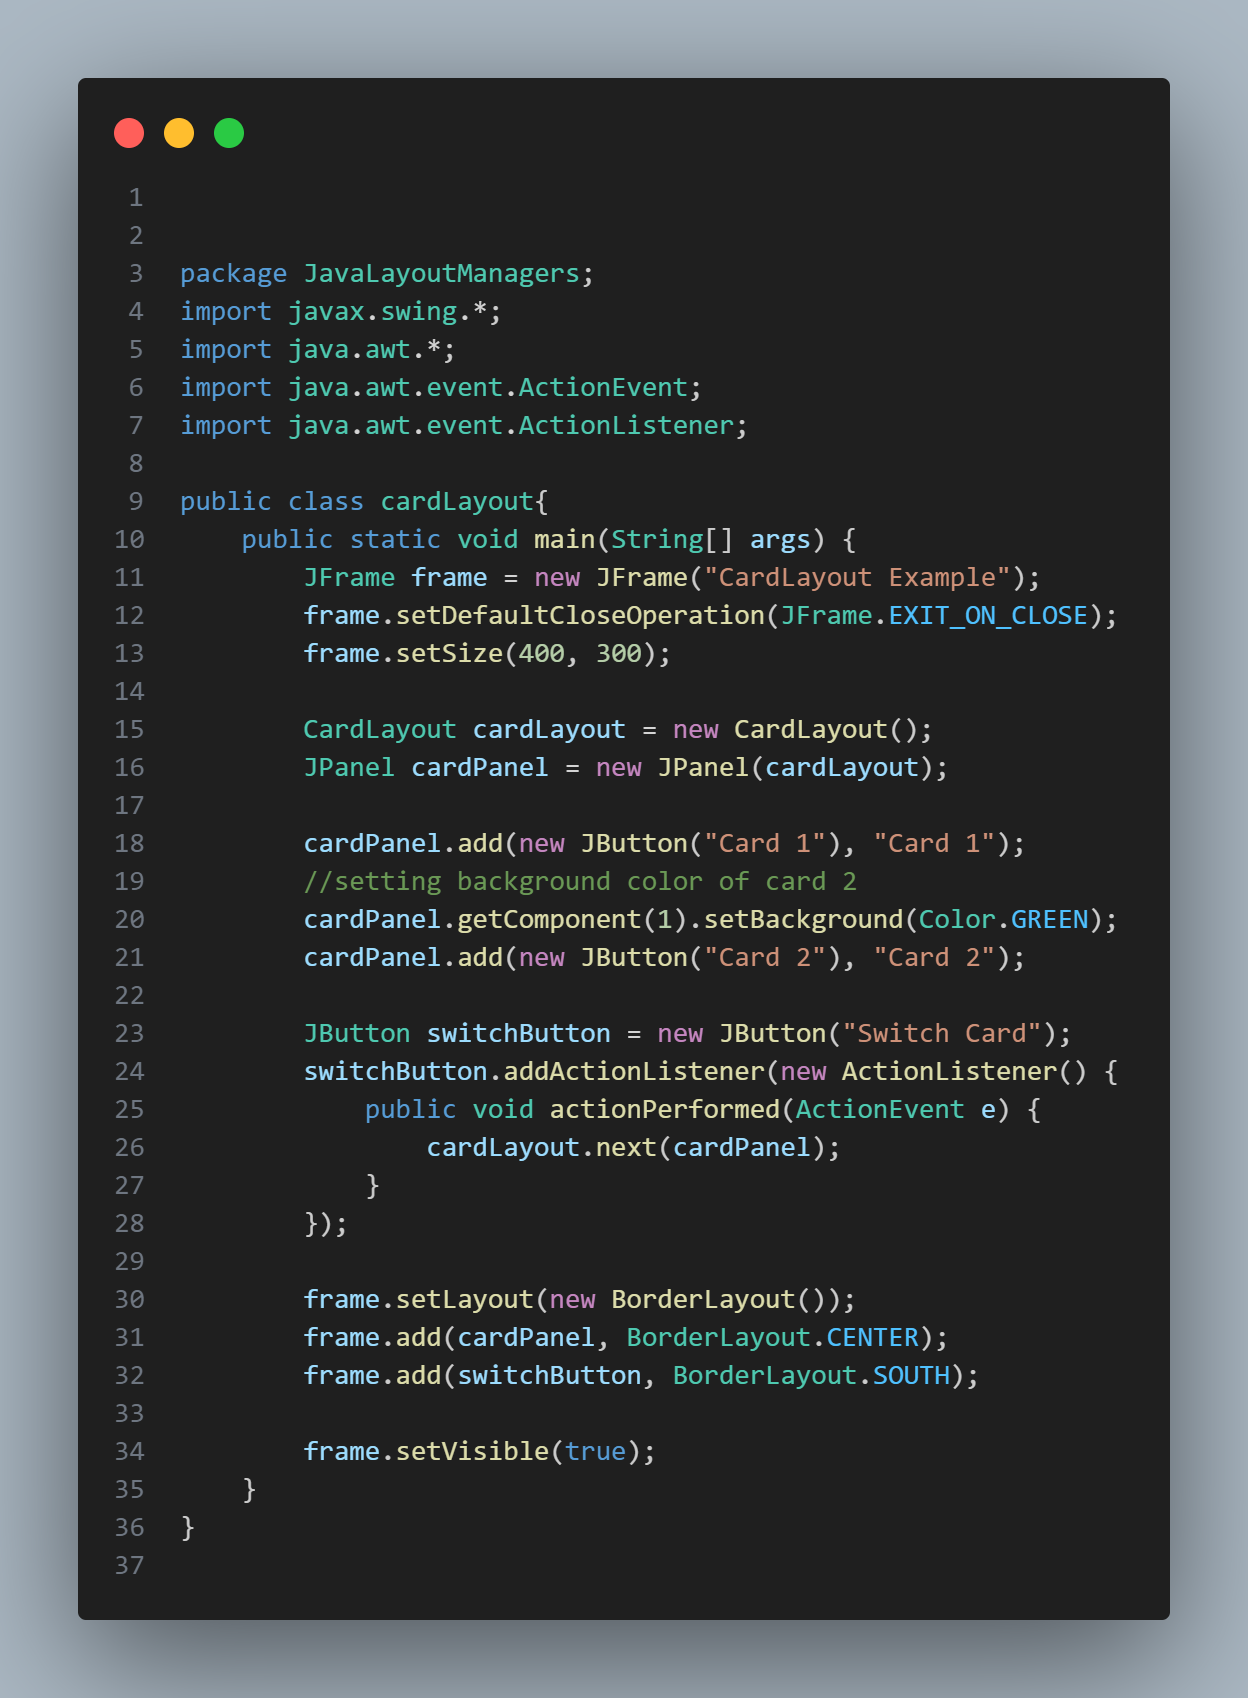 1
2
3 package JavaLayoutManagers;
4 import javax.swing.*;
5 import java.awt.*;
6 import java.awt.event.ActionEvent;
7 import java.awt.event.ActionListener;
8
9 public class cardLayout{
10     public static void main(String[] args) {
11         JFrame frame = new JFrame("CardLayout Example");
12         frame.setDefaultCloseOperation(JFrame.EXIT_ON_CLOSE);
13         frame.setSize(400, 300);
14
15         CardLayout cardLayout = new CardLayout();
16         JPanel cardPanel = new JPanel(cardLayout);
17
18         cardPanel.add(new JButton("Card 1"), "Card 1");
19         //setting background color of card 2
20         cardPanel.getComponent(1).setBackground(Color.GREEN);
21         cardPanel.add(new JButton("Card 2"), "Card 2");
22
23         JButton switchButton = new JButton("Switch Card");
24         switchButton.addActionListener(new ActionListener() {
25             public void actionPerformed(ActionEvent e) {
26                 cardLayout.next(cardPanel);
27             }
28         });
29
30         frame.setLayout(new BorderLayout());
31         frame.add(cardPanel, BorderLayout.CENTER);
32         frame.add(switchButton, BorderLayout.SOUTH);
33
34         frame.setVisible(true);
35     }
36 }
37